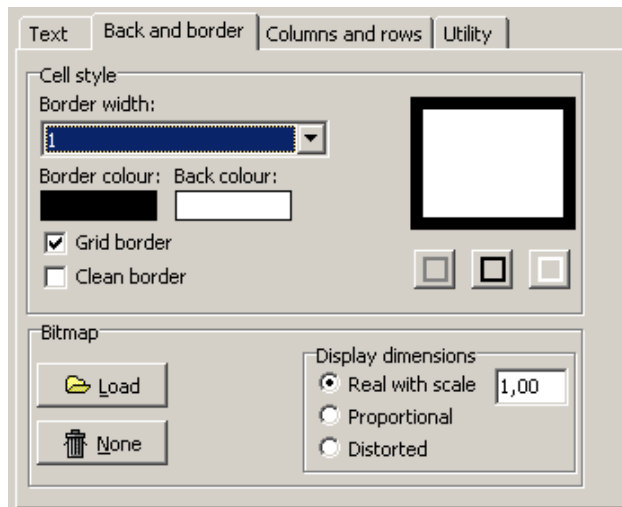 Text Back and border Columns and rows Utility
Cell style
Border width:
1
Border colour: Back colour:
Grid border
Clean border
Bitmap
Load
None
Display dimensions
Real with scale 1,00
Proportional
Distorted